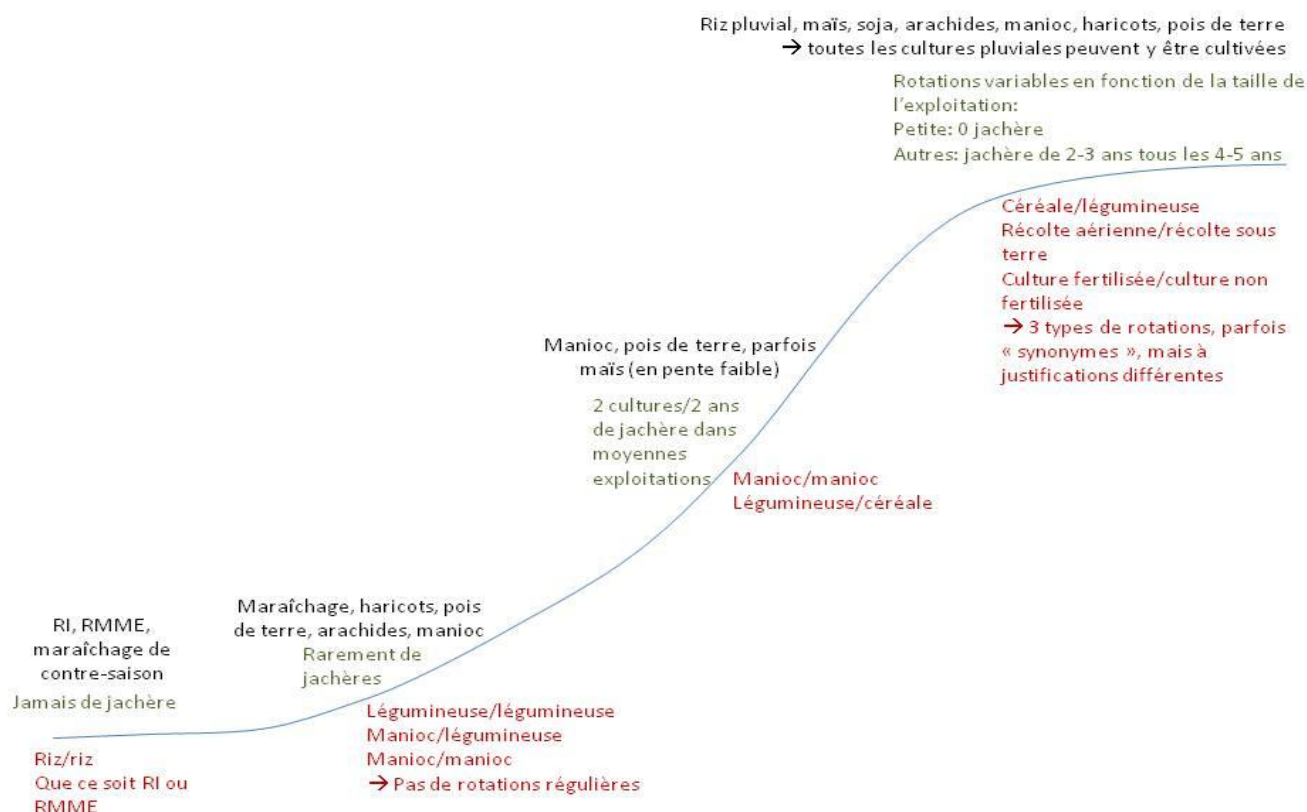 Riz pluvial, maïs, soja, arachides, manioc, haricots, pois de terre
→ toutes les cultures pluviales peuvent y être cultivées
Rotations variables en fonction de la taille de
l'exploitation:
Petite: 0 jachère
Autres: jachère de 2-3 ans tous les 4-5 ans
Céréale/légumineuse
Récolte aérienne/récolte sous
terre
Culture fertilisée/culture non
fertilisée
→ 3 types de rotations, parfois
« synonymes », mais à
justifications différentes
Manioc, pois de terre, parfois
maïs (en pente faible)
2 cultures/2 ans
de jachère dans
moyennes
exploitations
Manioc/manioc
Légumineuse/céréale
Maraîchage, haricots, pois
de terre, arachides, manioc
Rarement de
jachères
Légumineuse/légumineuse
Manioc/légumineuse
Manioc/manioc
→ Pas de rotations régulières
RI, RMME,
maraîchage de
contre-saison
Jamais de jachère
Riz/riz
Que ce soit RI ou
RMME